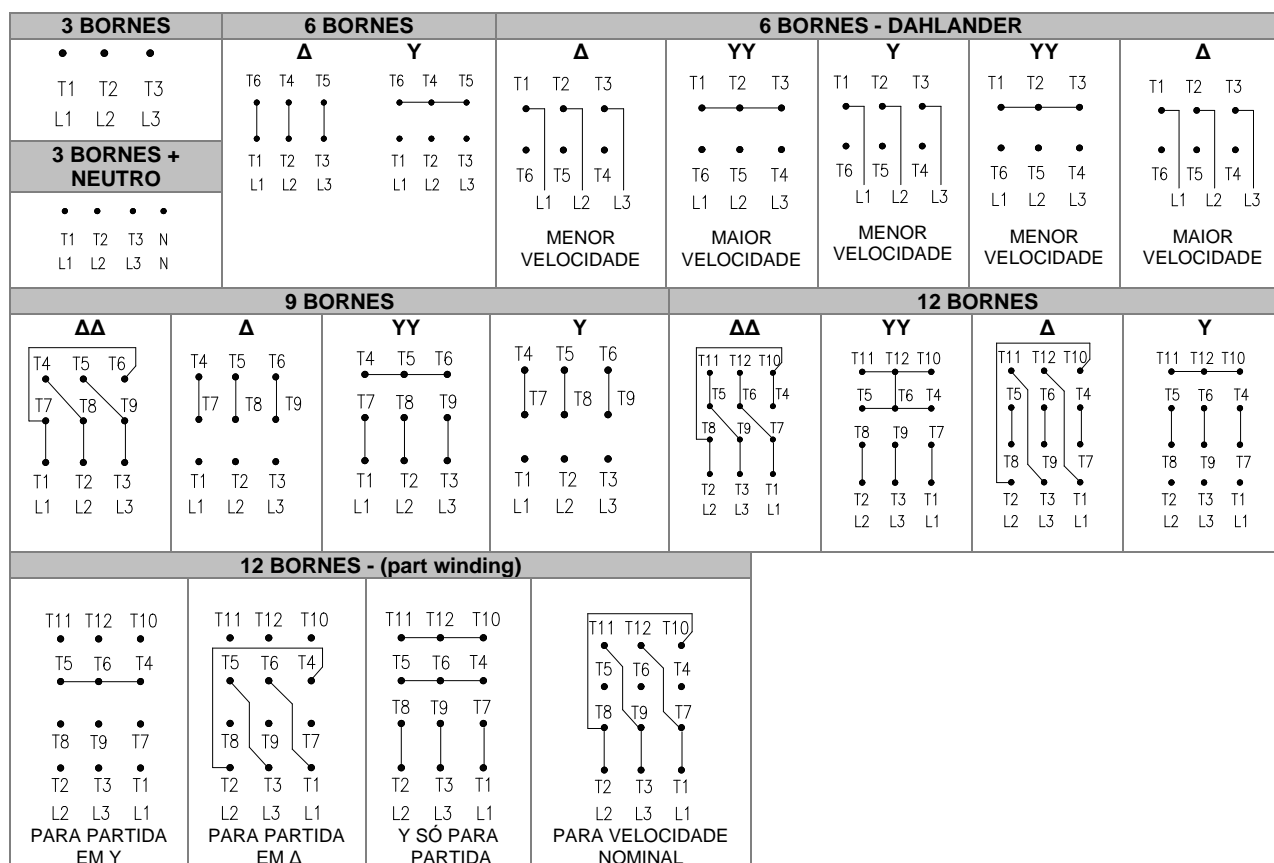 3 BORNES
6 BORNES
6 BORNES - DAHLANDER
T1 T2 T3
L1 L2 L3
3 BORNES +
NEUTRO
T1 T2 T3 N
L1 L2 L3 N
Δ
T6 T4 T5
T1 T2 T3
L1 L2 L3
Y
T6 T4 T5
T1 T2 T3
L1 L2 L3
Δ
T1 T2 T3
T6 T5 T4
L1 L2 L3
MENOR
VELOCIDADE
YY
T1 T2 T3
T6 T5 T4
L1 L2 L3
MAIOR
VELOCIDADE
Y
T1 T2 T3
T6 T5 T4
L1 L2 L3
MENOR
VELOCIDADE
YY
T1 T2 T3
T6 T5 T4
L1 L2 L3
MENOR
VELOCIDADE
Δ
T1 T2 T3
T6 T5 T4
L1 L2 L3
MAIOR
VELOCIDADE
9 BORNES
12 BORNES
ΔΔ
T4 T5 T6
T7 T8 T9
T1 T2 T3
L1 L2 L3
Δ
T4 T5 T6
T7 T8 T9
T1 T2 T3
L1 L2 L3
YY
T4 T5 T6
T7 T8 T9
T1 T2 T3
L1 L2 L3
Y
T4 T5 T6
T7 T8 T9
T1 T2 T3
L1 L2 L3
ΔΔ
T11 T12 T10
T5 T6 T4
T8 T9 T7
T2 T3 T1
L2 L3 L1
YY
T11 T12 T10
T5 T6 T4
T8 T9 T7
T2 T3 T1
L2 L3 L1
Δ
T11 T12 T10
T5 T6 T4
T8 T9 T7
T2 T3 T1
L2 L3 L1
Y
T11 T12 T10
T5 T6 T4
T8 T9 T7
T2 T3 T1
L2 L3 L1
12 BORNES - (part winding)
T11 T12 T10
T5 T6 T4
T8 T9 T7
T2 T3 T1
L2 L3 L1
PARA PARTIDA
EM Y
T11 T12 T10
T5 T6 T4
T8 T9 T7
T2 T3 T1
L2 L3 L1
PARA PARTIDA
EM Δ
T11 T12 T10
T5 T6 T4
T8 T9 T7
T2 T3 T1
L2 L3 L1
Y SÓ PARA
PARTIDA
T11 T12 T10
T5 T6 T4
T8 T9 T7
T2 T3 T1
L2 L3 L1
PARA VELOCIDADE
NOMINAL